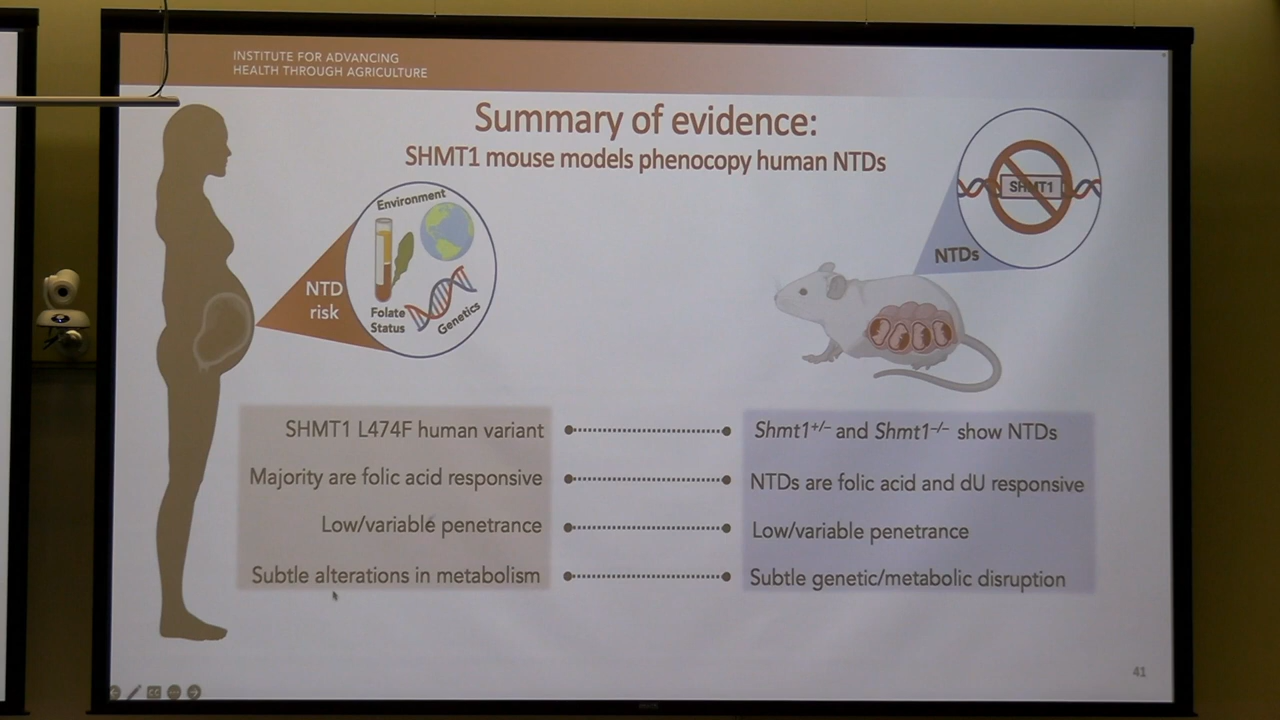 INSTITUTE FOR ADVANCING
HEALTH THROUGH AGRICULTURE
Summary of evidence:
SHMT1 mouse models phenocopy human NTDs
Environment
NTD
risk
Folate
Status
Genetics
SHMT1
NTDs
SHMT1 L474F human variant
Shmt1+/– and Shmt1–/– show NTDs
Majority are folic acid responsive
NTDs are folic acid and dU responsive
Low/variable penetrance
Low/variable penetrance
Subtle alterations in metabolism
Subtle genetic/metabolic disruption
41
CC